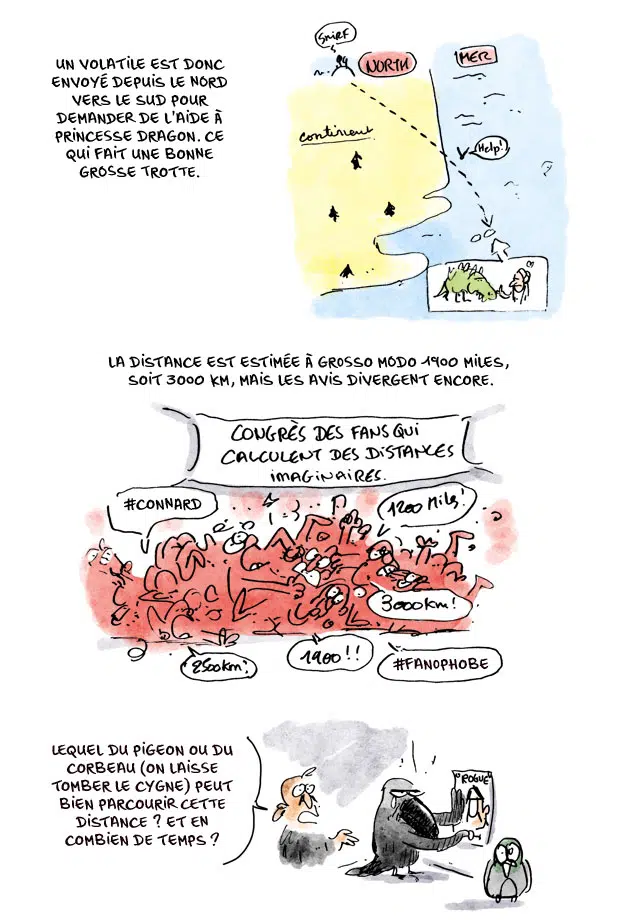 UN VOLATILE EST DONC
ENVOYÉ DEPUIS LE NORD
VERS LE SUD POUR
DEMANDER DE L'AIDE À
PRINCESSE DRAGON. CE
QUI FAIT UNE BONNE
GROSSE TROTTE.
SNIRF
NORTH
MER
continent
Help!
LA DISTANCE EST ESTIMÉE À GROSSO MODO 1900 MILES,
SOIT 3000 KM, MAIS LES AVIS DIVERGENT ENCORE.
CONGRÈS DES FANS QUI
CALCULENT DES DISTANCES
IMAGINAIRES.
#CONNARD
1200 Miles!
3000 km!
2500 km!
1900 !!
#FANOPHOBE
LEQUEL DU PIGEON OU DU
CORBEAU (ON LAISSE
TOMBER LE CYGNE) PEUT
BIEN PARCOURIR CETTE
DISTANCE ? ET EN
COMBIEN DE TEMPS ?
ROGUE